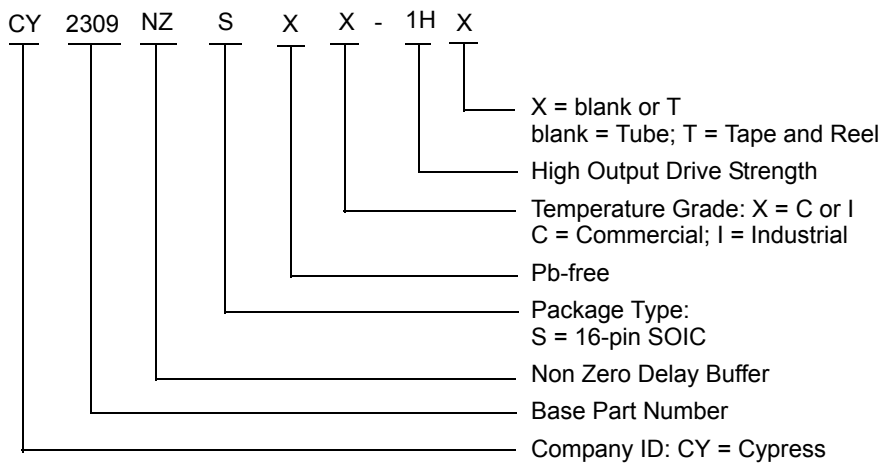 CY 2309 NZ S X X - 1H X
X = blank or T
blank = Tube; T = Tape and Reel
High Output Drive Strength
Temperature Grade: X = C or I
C = Commercial; I = Industrial
Pb-free
Package Type:
S = 16-pin SOIC
Non Zero Delay Buffer
Base Part Number
Company ID: CY = Cypress